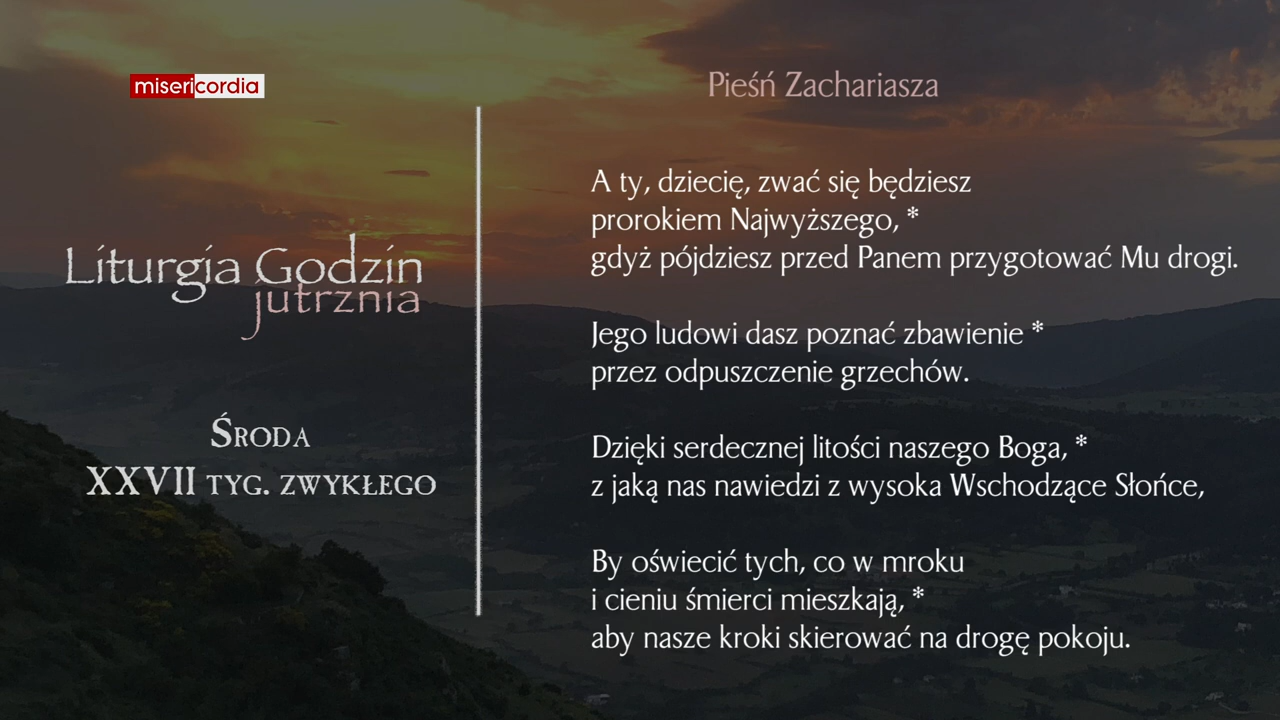 misericordia
Liturgia Godzin
jutrznia
Środa
XXVII tyg. zwykłego
Pieśń Zachariasza
A ty, dziecię, zwać się będziesz
prorokiem Najwyższego, *
gdyż pójdziesz przed Panem przygotować Mu drogi.
Jego ludowi dasz poznać zbawienie *
przez odpuszczenie grzechów.
Dzięki serdecznej litości naszego Boga, *
z jaką nas nawiedzi z wysoka Wschodzące Słońce,
By oświecić tych, co w mroku
i cieniu śmierci mieszkają, *
aby nasze kroki skierować na drogę pokoju.